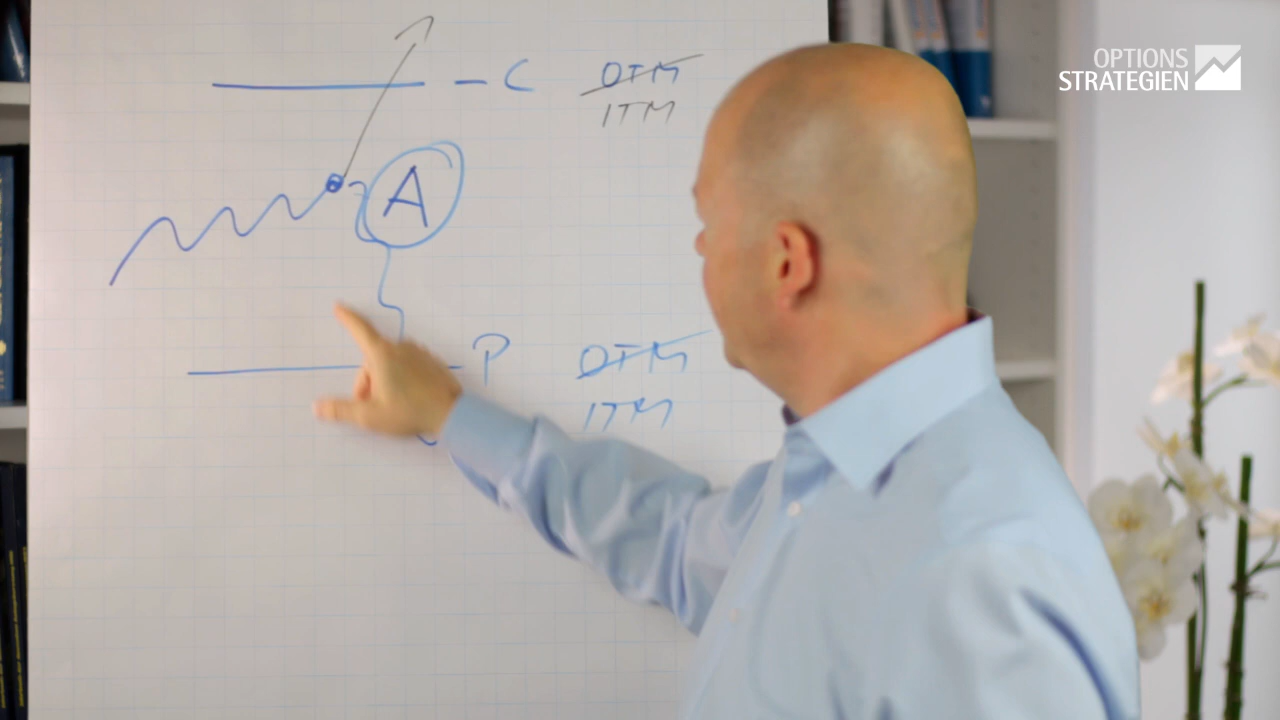 OPTIONS
STRATEGIEN
- C OTM
ITM
A
P OTM
ITM